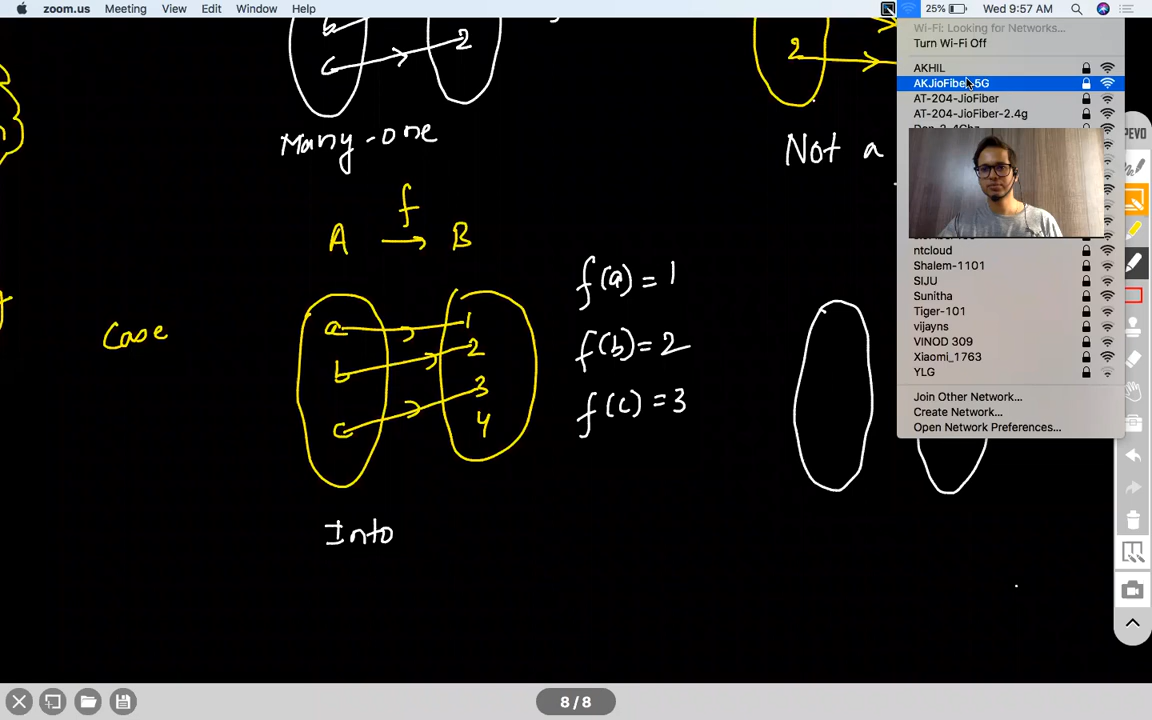 zoom.us Meeting View Edit Window Help
25% Wed 9:57 AM
Wi-Fi: Looking for Networks...
Turn Wi-Fi Off
AKHIL
AKJioFiber-5G
AT-204-JioFiber
AT-204-JioFiber-2.4g
ntcloud
Shalem-1101
SIJU
Sunitha
Tiger-101
vijayns
VINOD 309
Xiaomi_1763
YLG
Join Other Network...
Create Network...
Open Network Preferences...
b
c 2
2
Many-one
Not a
f
A → B
Case
a 1
b 2
c 3
4
f(a) = 1
f(b) = 2
f(c) = 3
Into
8 / 8